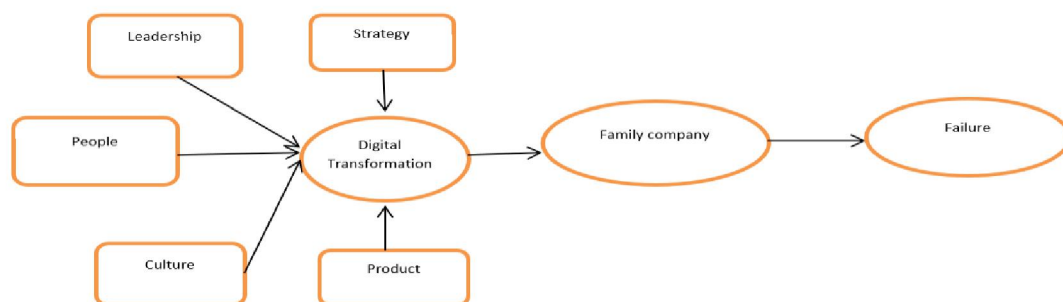 Leadership
Strategy
People
Digital
Transformation
Family company
Failure
Culture
Product